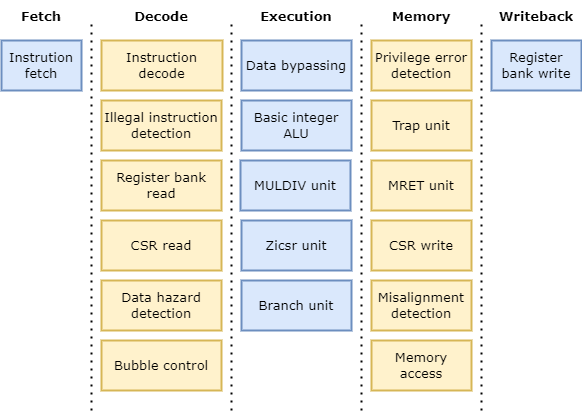 Fetch
Decode
Execution
Memory
Writeback
Instrution
fetch
Instruction
decode
Data bypassing
Privilege error
detection
Register
bank write
Illegal instruction
detection
Basic integer
ALU
Trap unit
Register bank
read
MULDIV unit
MRET unit
CSR read
Zicsr unit
CSR write
Data hazard
detection
Branch unit
Misalignment
detection
Bubble control
Memory
access